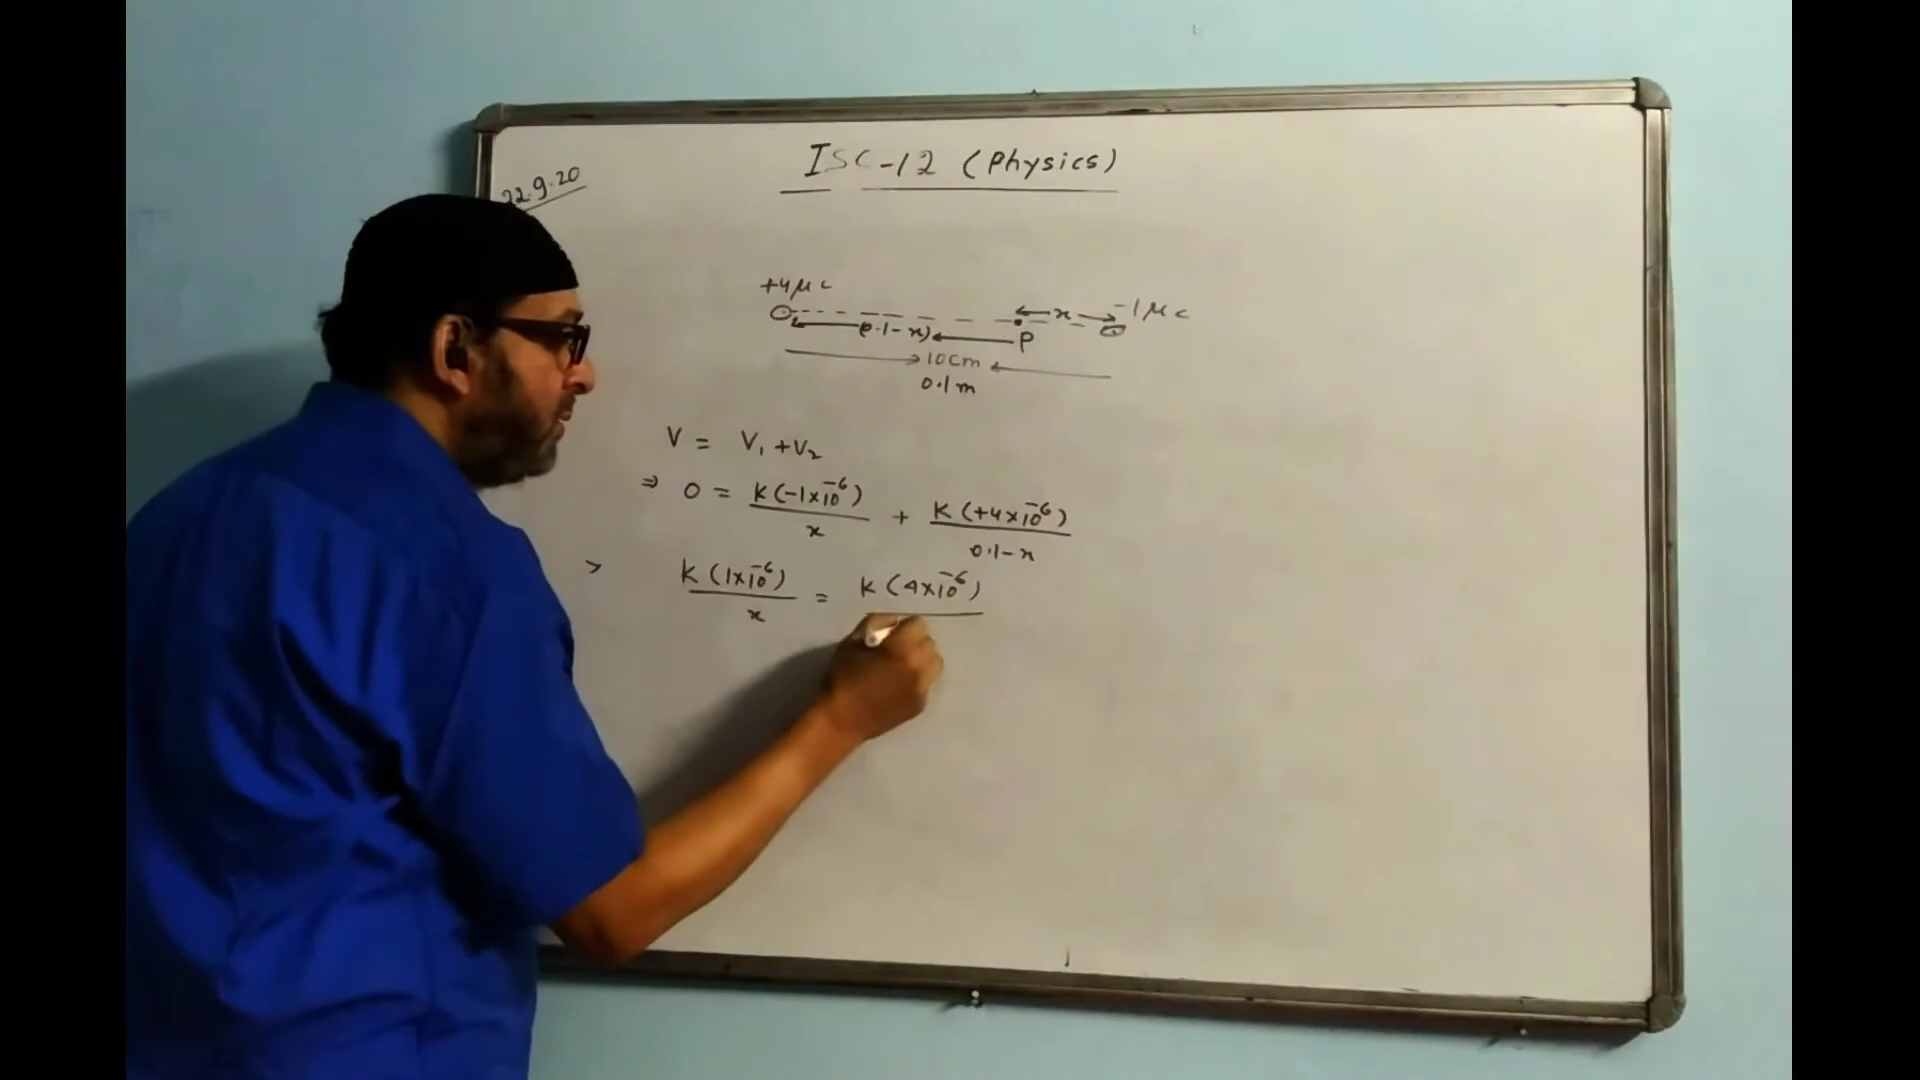 22.9.20
ISC-12 (Physics)
+4μC
x
-1μC
(0.1-x)
P
10cm
0.1m
V = V₁ + V₂
⇒ 0 = K(-1×10⁻⁶)/x + K(+4×10⁻⁶)/0.1-x
> K(1×10⁻⁶)/x = K(4×10⁻⁶)